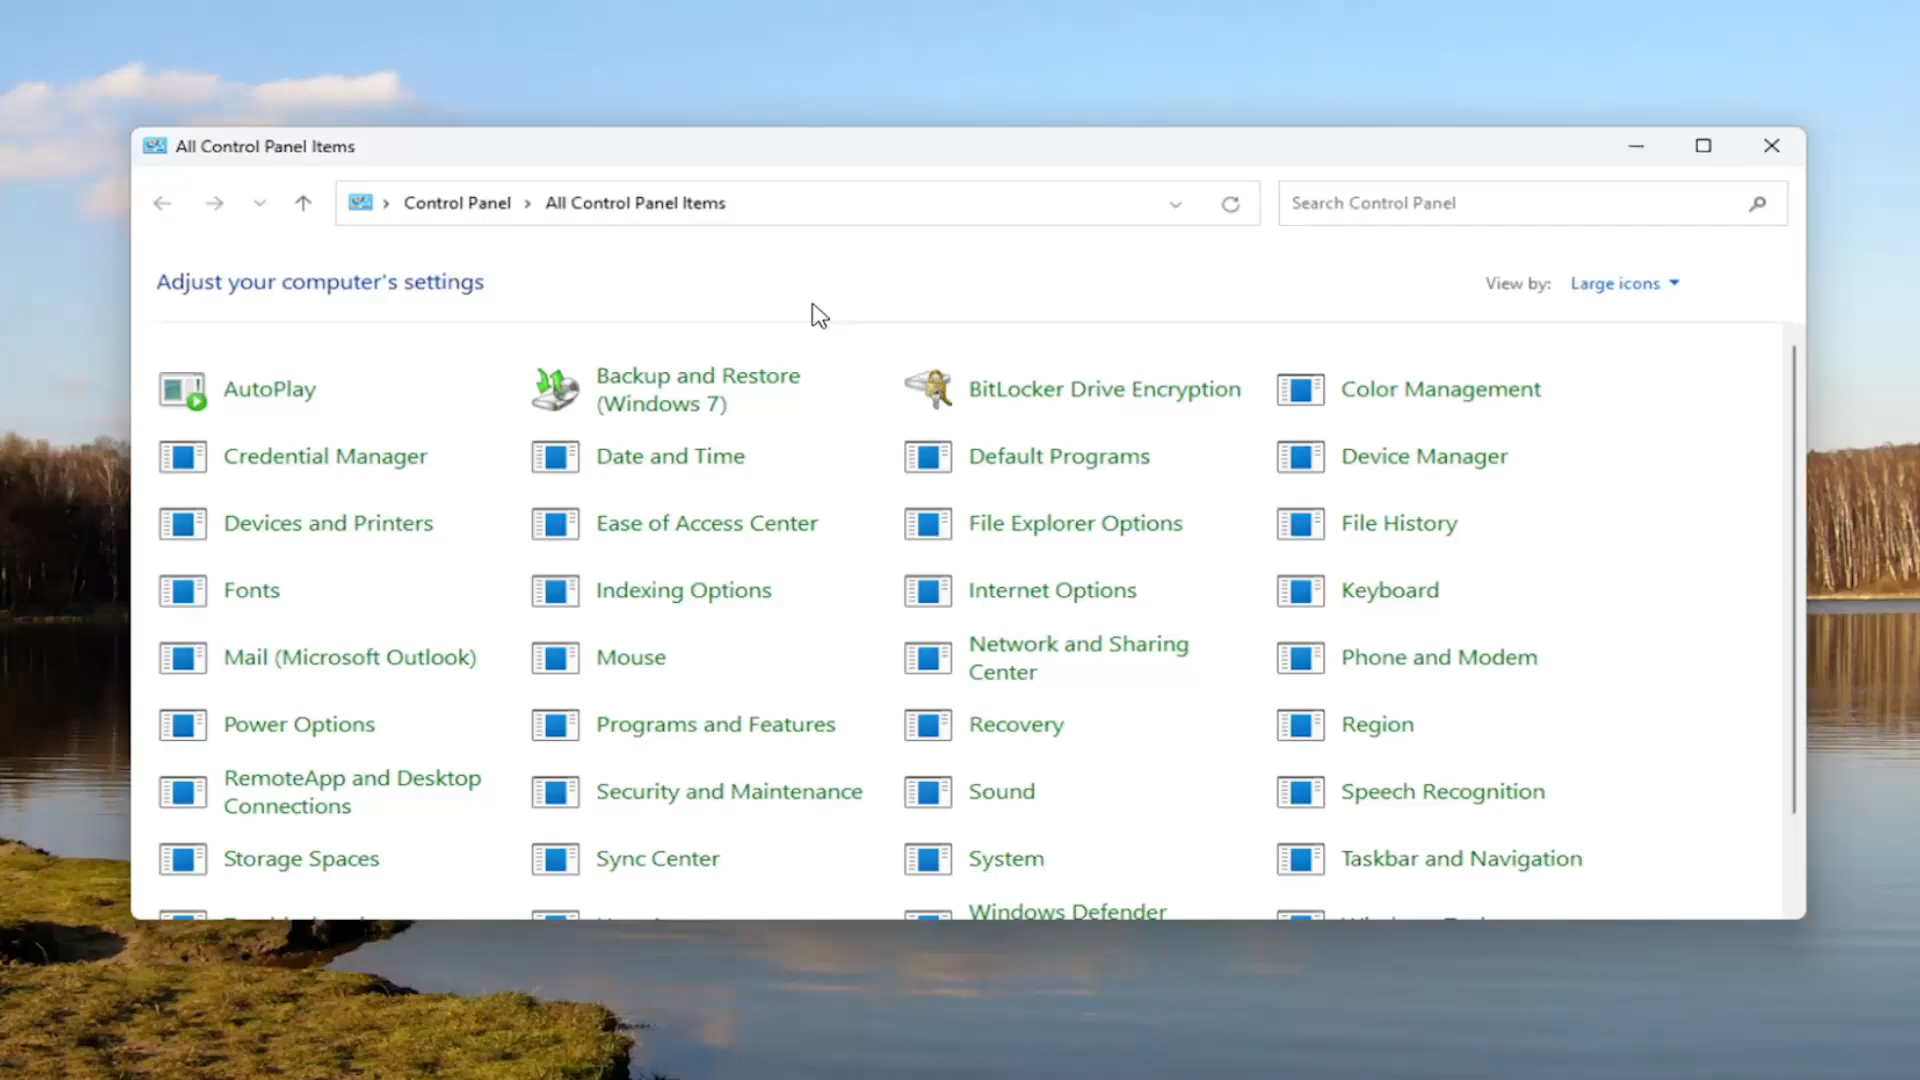 All Control Panel Items
Control Panel > All Control Panel Items
Search Control Panel
Adjust your computer's settings
View by: Large icons
AutoPlay
Backup and Restore
(Windows 7)
BitLocker Drive Encryption
Color Management
Credential Manager
Date and Time
Default Programs
Device Manager
Devices and Printers
Ease of Access Center
File Explorer Options
File History
Fonts
Indexing Options
Internet Options
Keyboard
Mail (Microsoft Outlook)
Mouse
Network and Sharing
Center
Phone and Modem
Power Options
Programs and Features
Recovery
Region
RemoteApp and Desktop
Connections
Security and Maintenance
Sound
Speech Recognition
Storage Spaces
Sync Center
System
Taskbar and Navigation
Windows Defender